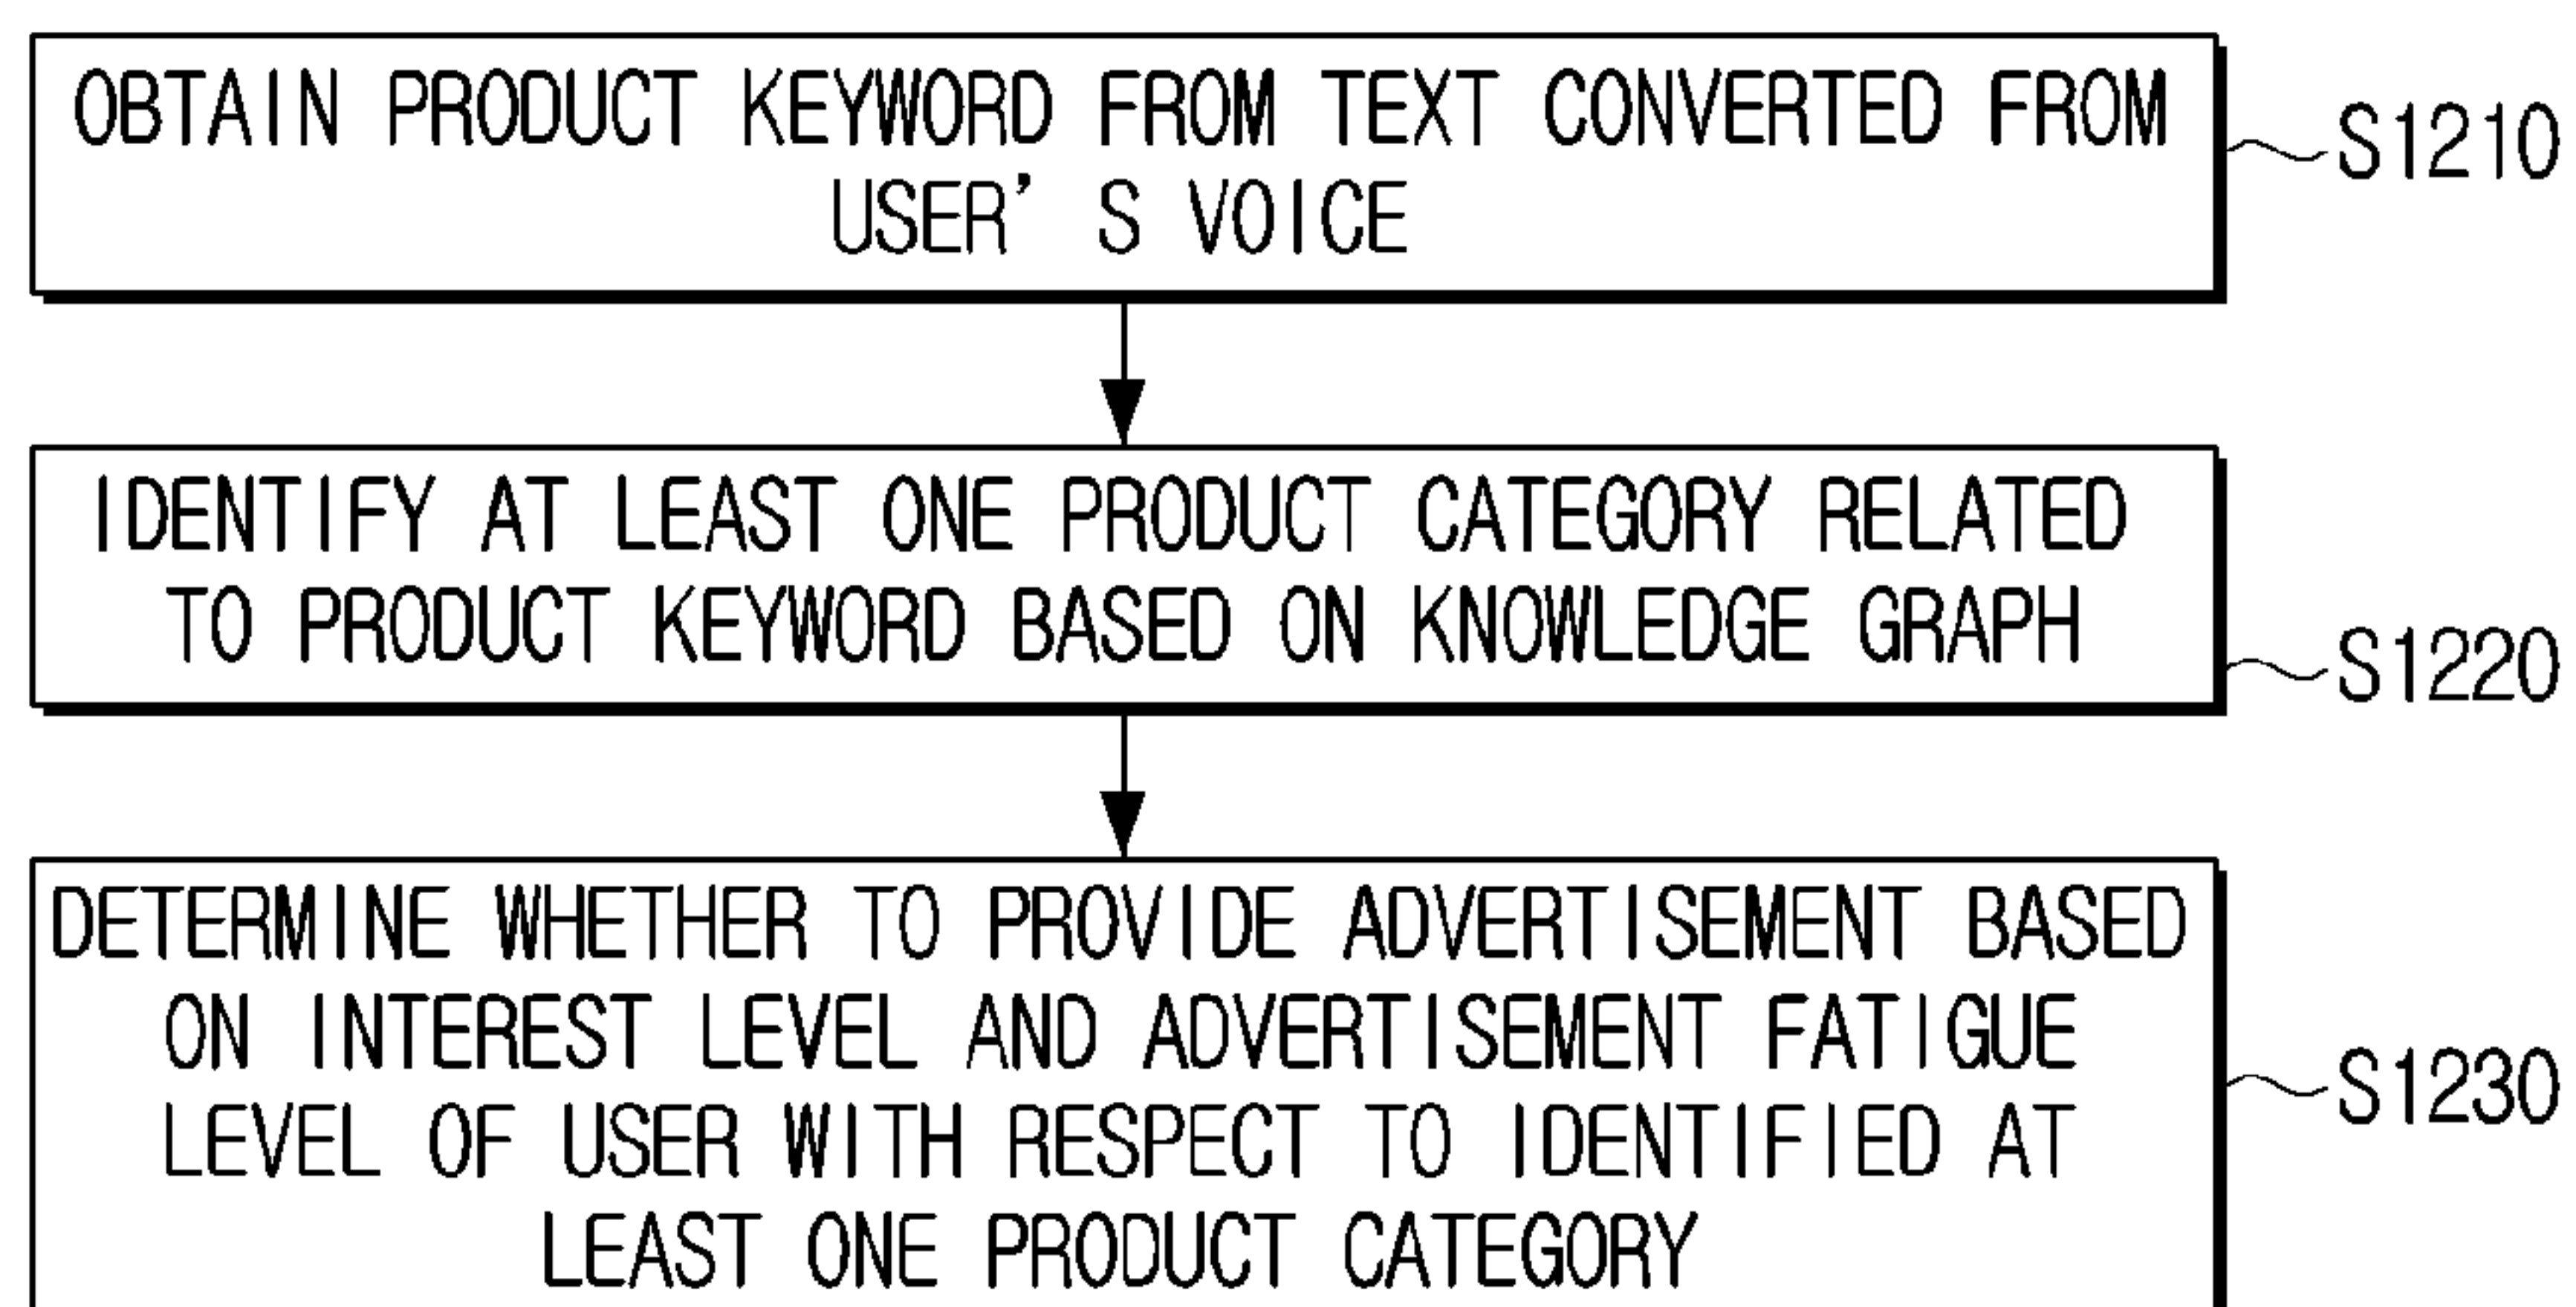 OBTAIN PRODUCT KEYWORD FROM TEXT CONVERTED FROM
USER' S VOICE
S1210
IDENTIFY AT LEAST ONE PRODUCT CATEGORY RELATED
TO PRODUCT KEYWORD BASED ON KNOWLEDGE GRAPH
S1220
DETERMINE WHETHER TO PROVIDE ADVERTISEMENT BASED
ON INTEREST LEVEL AND ADVERTISEMENT FATIGUE
LEVEL OF USER WITH RESPECT TO IDENTIFIED AT
LEAST ONE PRODUCT CATEGORY
S1230